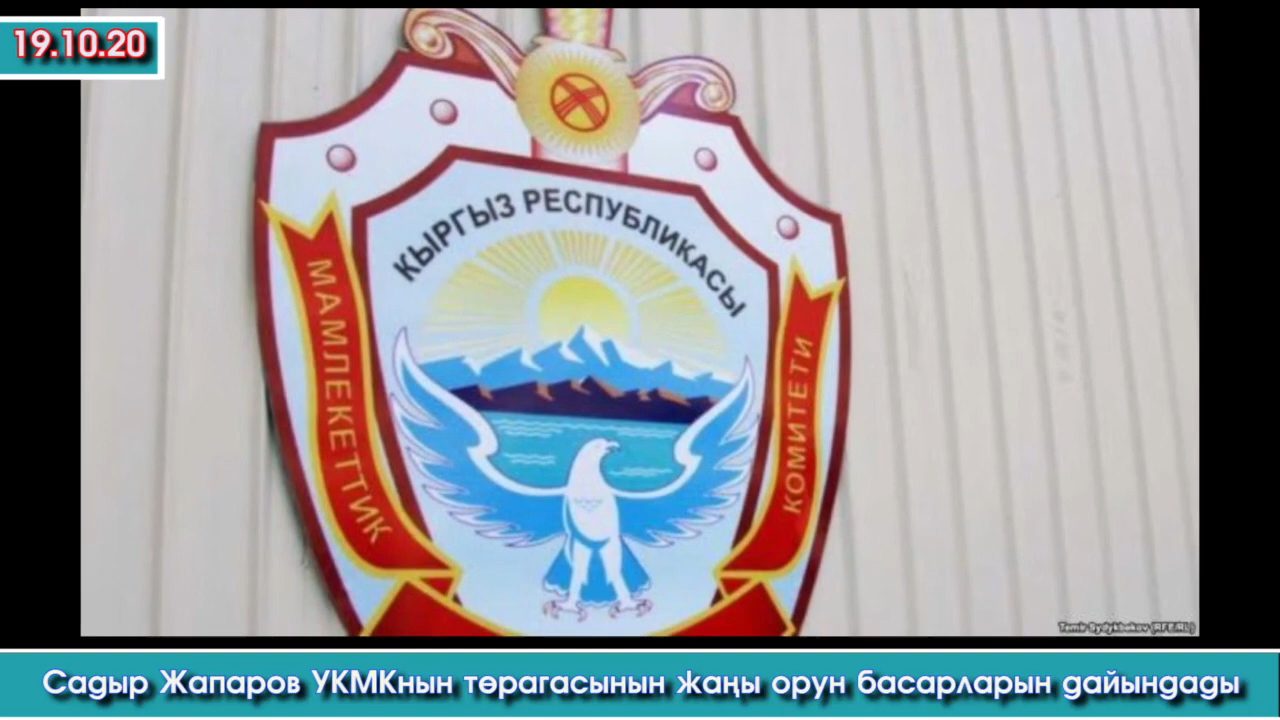 19.10.20
КЫРГЫЗ РЕСПУБЛИКАСЫ
МАМЛЕКЕТТИК
КОМИТЕТИ
Temir Sydykbekov (RFE/RL)
Садыр Жапаров УКМКнын төрагасынын жаңы орун басарларын дайындады